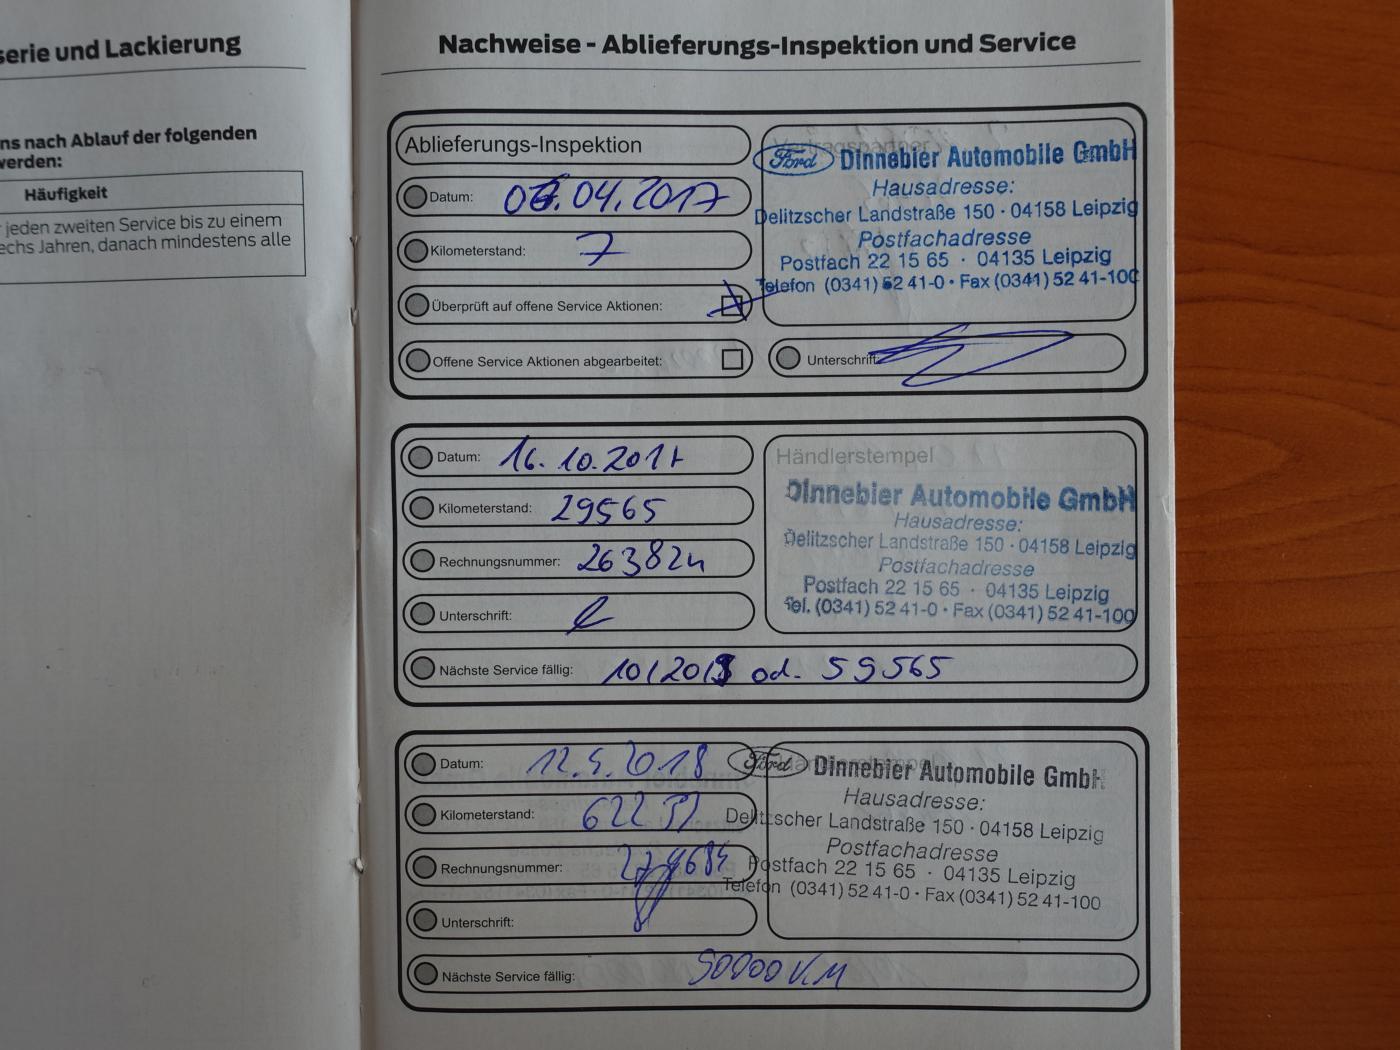 serie und Lackierung
ns nach Ablauf der folgenden
werden:
Häufigkeit
jeden zweiten Service bis zu einem
echs Jahren, danach mindestens alle
Nachweise - Ablieferungs-Inspektion und Service
Ablieferungs-Inspektion
Datum: 04.2017
Kilometerstand: 7
Überprüft auf offene Service Aktionen:
Offene Service Aktionen abgearbeitet:
Ford Dinnebier Automobile GmbH
Hausadresse:
Delitzscher Landstraße 150 · 04158 Leipzig
Postfachadresse
Postfach 22 15 65 · 04135 Leipzig
Telefon (0341) 52 41-0 · Fax (0341) 52 41-100
Unterschrift:
Datum: 16.10.2017
Kilometerstand: 29565
Rechnungsnummer:
Unterschrift:
Nächste Service fällig: 10/2018 od. 59565
Händlerstempel
Dinnebier Automobile GmbH
Hausadresse:
Delitzscher Landstraße 150 · 04158 Leipzig
Postfachadresse
Postfach 22 15 65 · 04135 Leipzig
Tel. (0341) 52 41-0 · Fax (0341) 52 41-100
Datum:
Kilometerstand:
Rechnungsnummer:
Unterschrift:
Nächste Service fällig: KM
Ford Dinnebier Automobile GmbH
Hausadresse:
Delitzscher Landstraße 150 · 04158 Leipzig
Postfachadresse
Postfach 22 15 65 · 04135 Leipzig
Telefon (0341) 52 41-0 · Fax (0341) 52 41-100